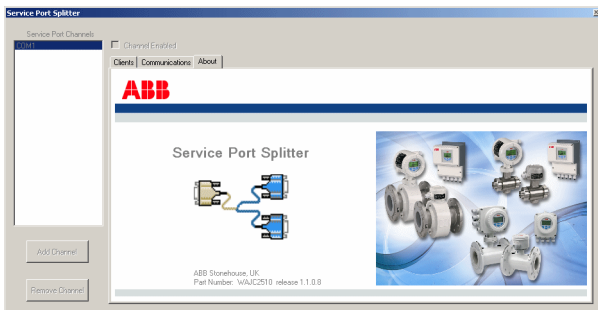 Service Port Splitter
Service Port Channels
COM1
Channel Enabled
Clients
Communications
About
ABB
Service Port Splitter
ABB Stonehouse, UK
Part Number: WAJC2510 release 1.1.0.8
Add Channel
Remove Channel